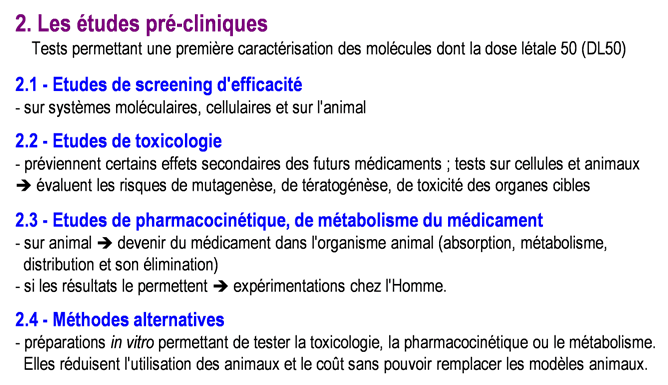 2. Les études pré-cliniques
Tests permettant une première caractérisation des molécules dont la dose létale 50 (DL50)
2.1 - Etudes de screening d'efficacité
- sur systèmes moléculaires, cellulaires et sur l'animal
2.2 - Etudes de toxicologie
- préviennent certains effets secondaires des futurs médicaments ; tests sur cellules et animaux
➔ évaluent les risques de mutagenèse, de tératogénèse, de toxicité des organes cibles
2.3 - Etudes de pharmacocinétique, de métabolisme du médicament
- sur animal ➔ devenir du médicament dans l'organisme animal (absorption, métabolisme,
distribution et son élimination)
- si les résultats le permettent ➔ expérimentations chez l'Homme.
2.4 - Méthodes alternatives
- préparations in vitro permettant de tester la toxicologie, la pharmacocinétique ou le métabolisme.
Elles réduisent l'utilisation des animaux et le coût sans pouvoir remplacer les modèles animaux.